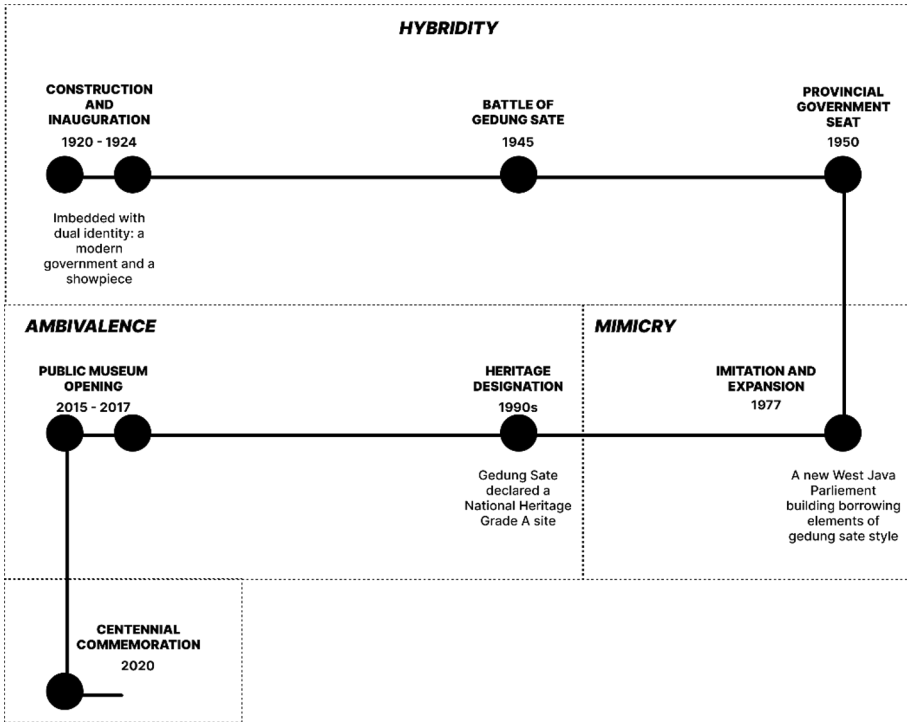 HYBRIDITY
CONSTRUCTION
AND
INAUGURATION
1920 - 1924
Imbedded with
dual identity: a
modern
government and a
showpiece
BATTLE OF
GEDUNG SATE
1945
PROVINCIAL
GOVERNMENT
SEAT
1950
AMBIVALENCE
PUBLIC MUSEUM
OPENING
2015 - 2017
HERITAGE
DESIGNATION
1990s
Gedung Sate
declared a
National Heritage
Grade A site
MIMICRY
IMITATION AND
EXPANSION
1977
A new West Java
Parliement
building borrowing
elements of
gedung sate style
CENTENNIAL
COMMEMORATION
2020